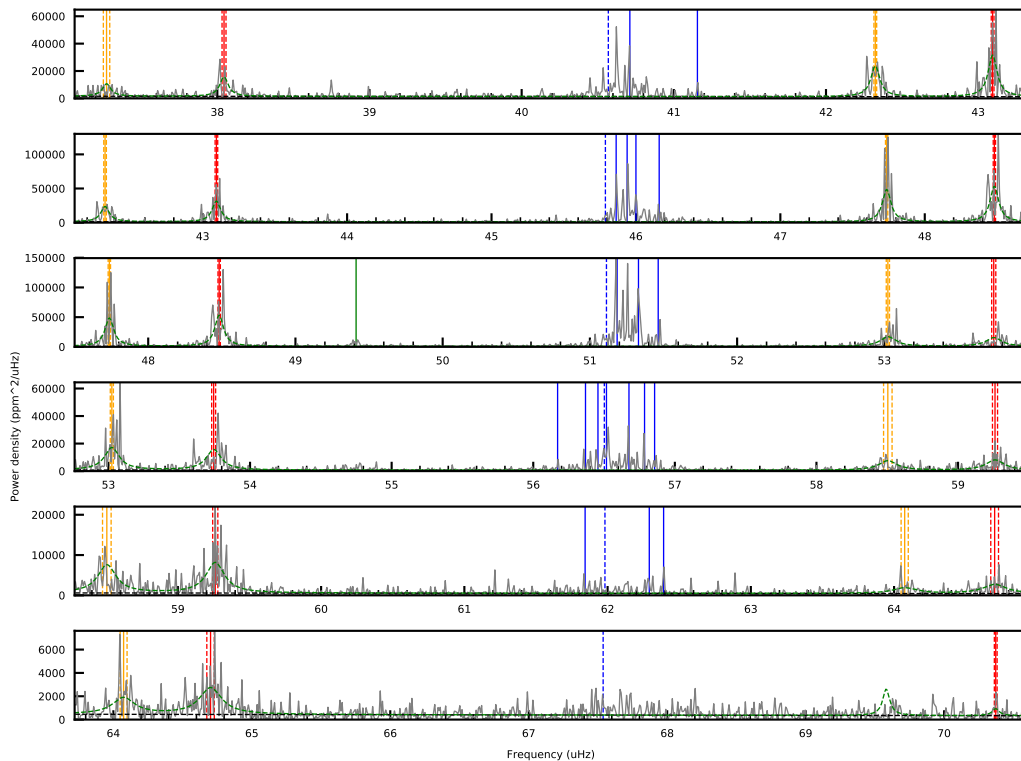 60000
40000
20000
0
38 39 40 41 42 43
100000
50000
0
43 44 45 46 47 48
150000
100000
50000
0
48 49 50 51 52 53
Power density (ppm^2/uHz)
60000
40000
20000
0
53 54 55 56 57 58 59
20000
10000
0
59 60 61 62 63 64
6000
4000
2000
0
64 65 66 67 68 69 70
Frequency (uHz)